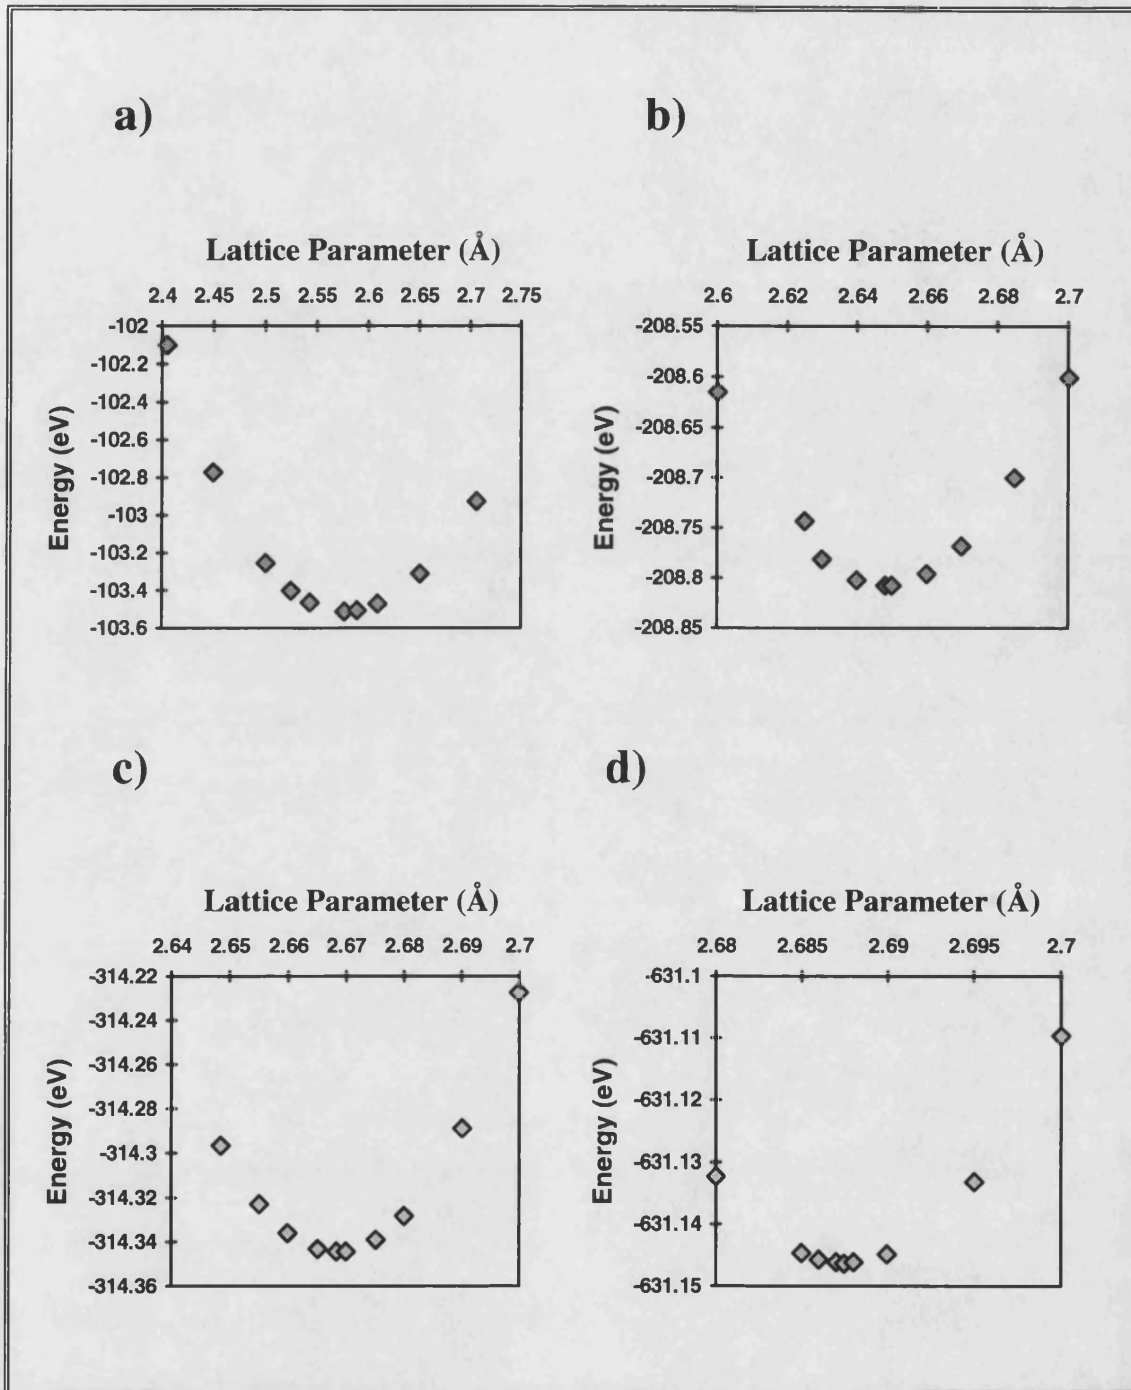 a)
Lattice Parameter (Å)
2.4 2.45 2.5 2.55 2.6 2.65 2.7 2.75
-102
-102.2
-102.4
-102.6
-102.8
-103
-103.2
-103.4
-103.6
Energy (eV)
b)
Lattice Parameter (Å)
2.6 2.62 2.64 2.66 2.68 2.7
-208.55
-208.6
-208.65
-208.7
-208.75
-208.8
-208.85
Energy (eV)
c)
Lattice Parameter (Å)
2.64 2.65 2.66 2.67 2.68 2.69 2.7
-314.22
-314.24
-314.26
-314.28
-314.3
-314.32
-314.34
-314.36
Energy (eV)
d)
Lattice Parameter (Å)
2.68 2.685 2.69 2.695 2.7
-631.1
-631.11
-631.12
-631.13
-631.14
-631.15
Energy (eV)